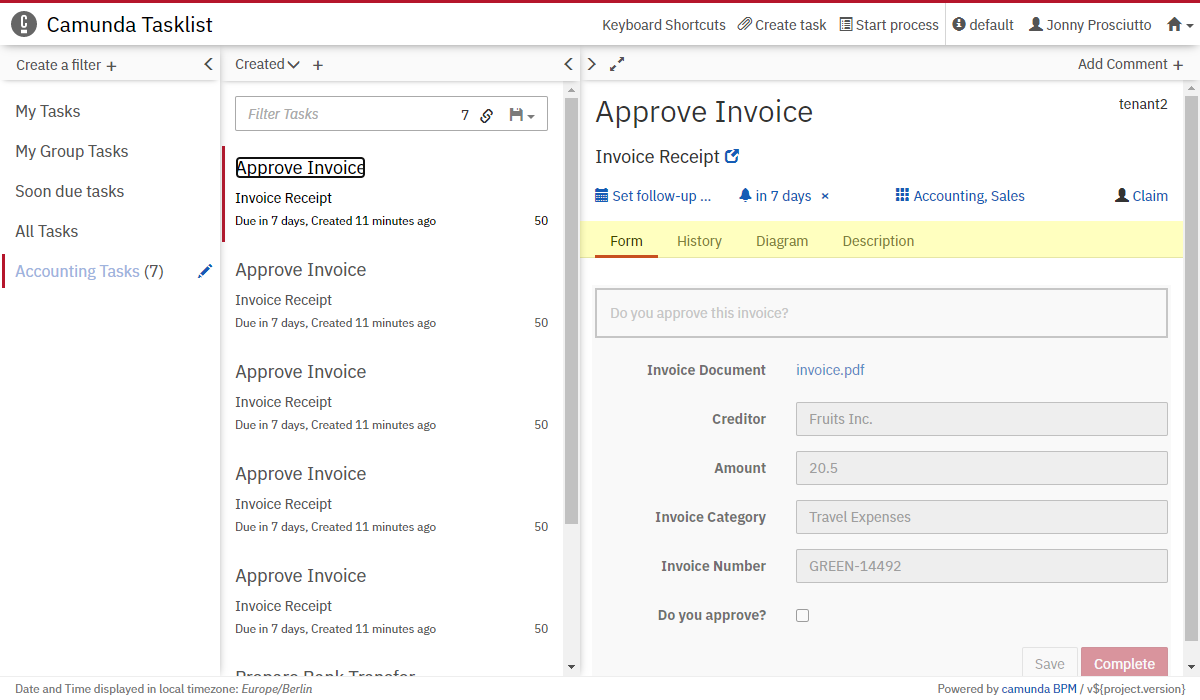 Camunda Tasklist
Keyboard Shortcuts Create task Start process default Jonny Prosciutto
Create a filter +
My Tasks
My Group Tasks
Soon due tasks
All Tasks
Accounting Tasks (7)
Created +
Filter Tasks 7
Approve Invoice
Invoice Receipt
Due in 7 days, Created 11 minutes ago 50
Approve Invoice
Invoice Receipt
Due in 7 days, Created 11 minutes ago 50
Approve Invoice
Invoice Receipt
Due in 7 days, Created 11 minutes ago 50
Approve Invoice
Invoice Receipt
Due in 7 days, Created 11 minutes ago 50
Approve Invoice
Invoice Receipt
Due in 7 days, Created 11 minutes ago 50
Prepare Bank Transfer
Add Comment +
Approve Invoice tenant2
Invoice Receipt
Set follow-up ... in 7 days × Accounting, Sales Claim
Form History Diagram Description
Do you approve this invoice?
Invoice Document invoice.pdf
Creditor Fruits Inc.
Amount 20.5
Invoice Category Travel Expenses
Invoice Number GREEN-14492
Do you approve?
Save Complete
Date and Time displayed in local timezone: Europe/Berlin
Powered by camunda BPM / v${project.version}